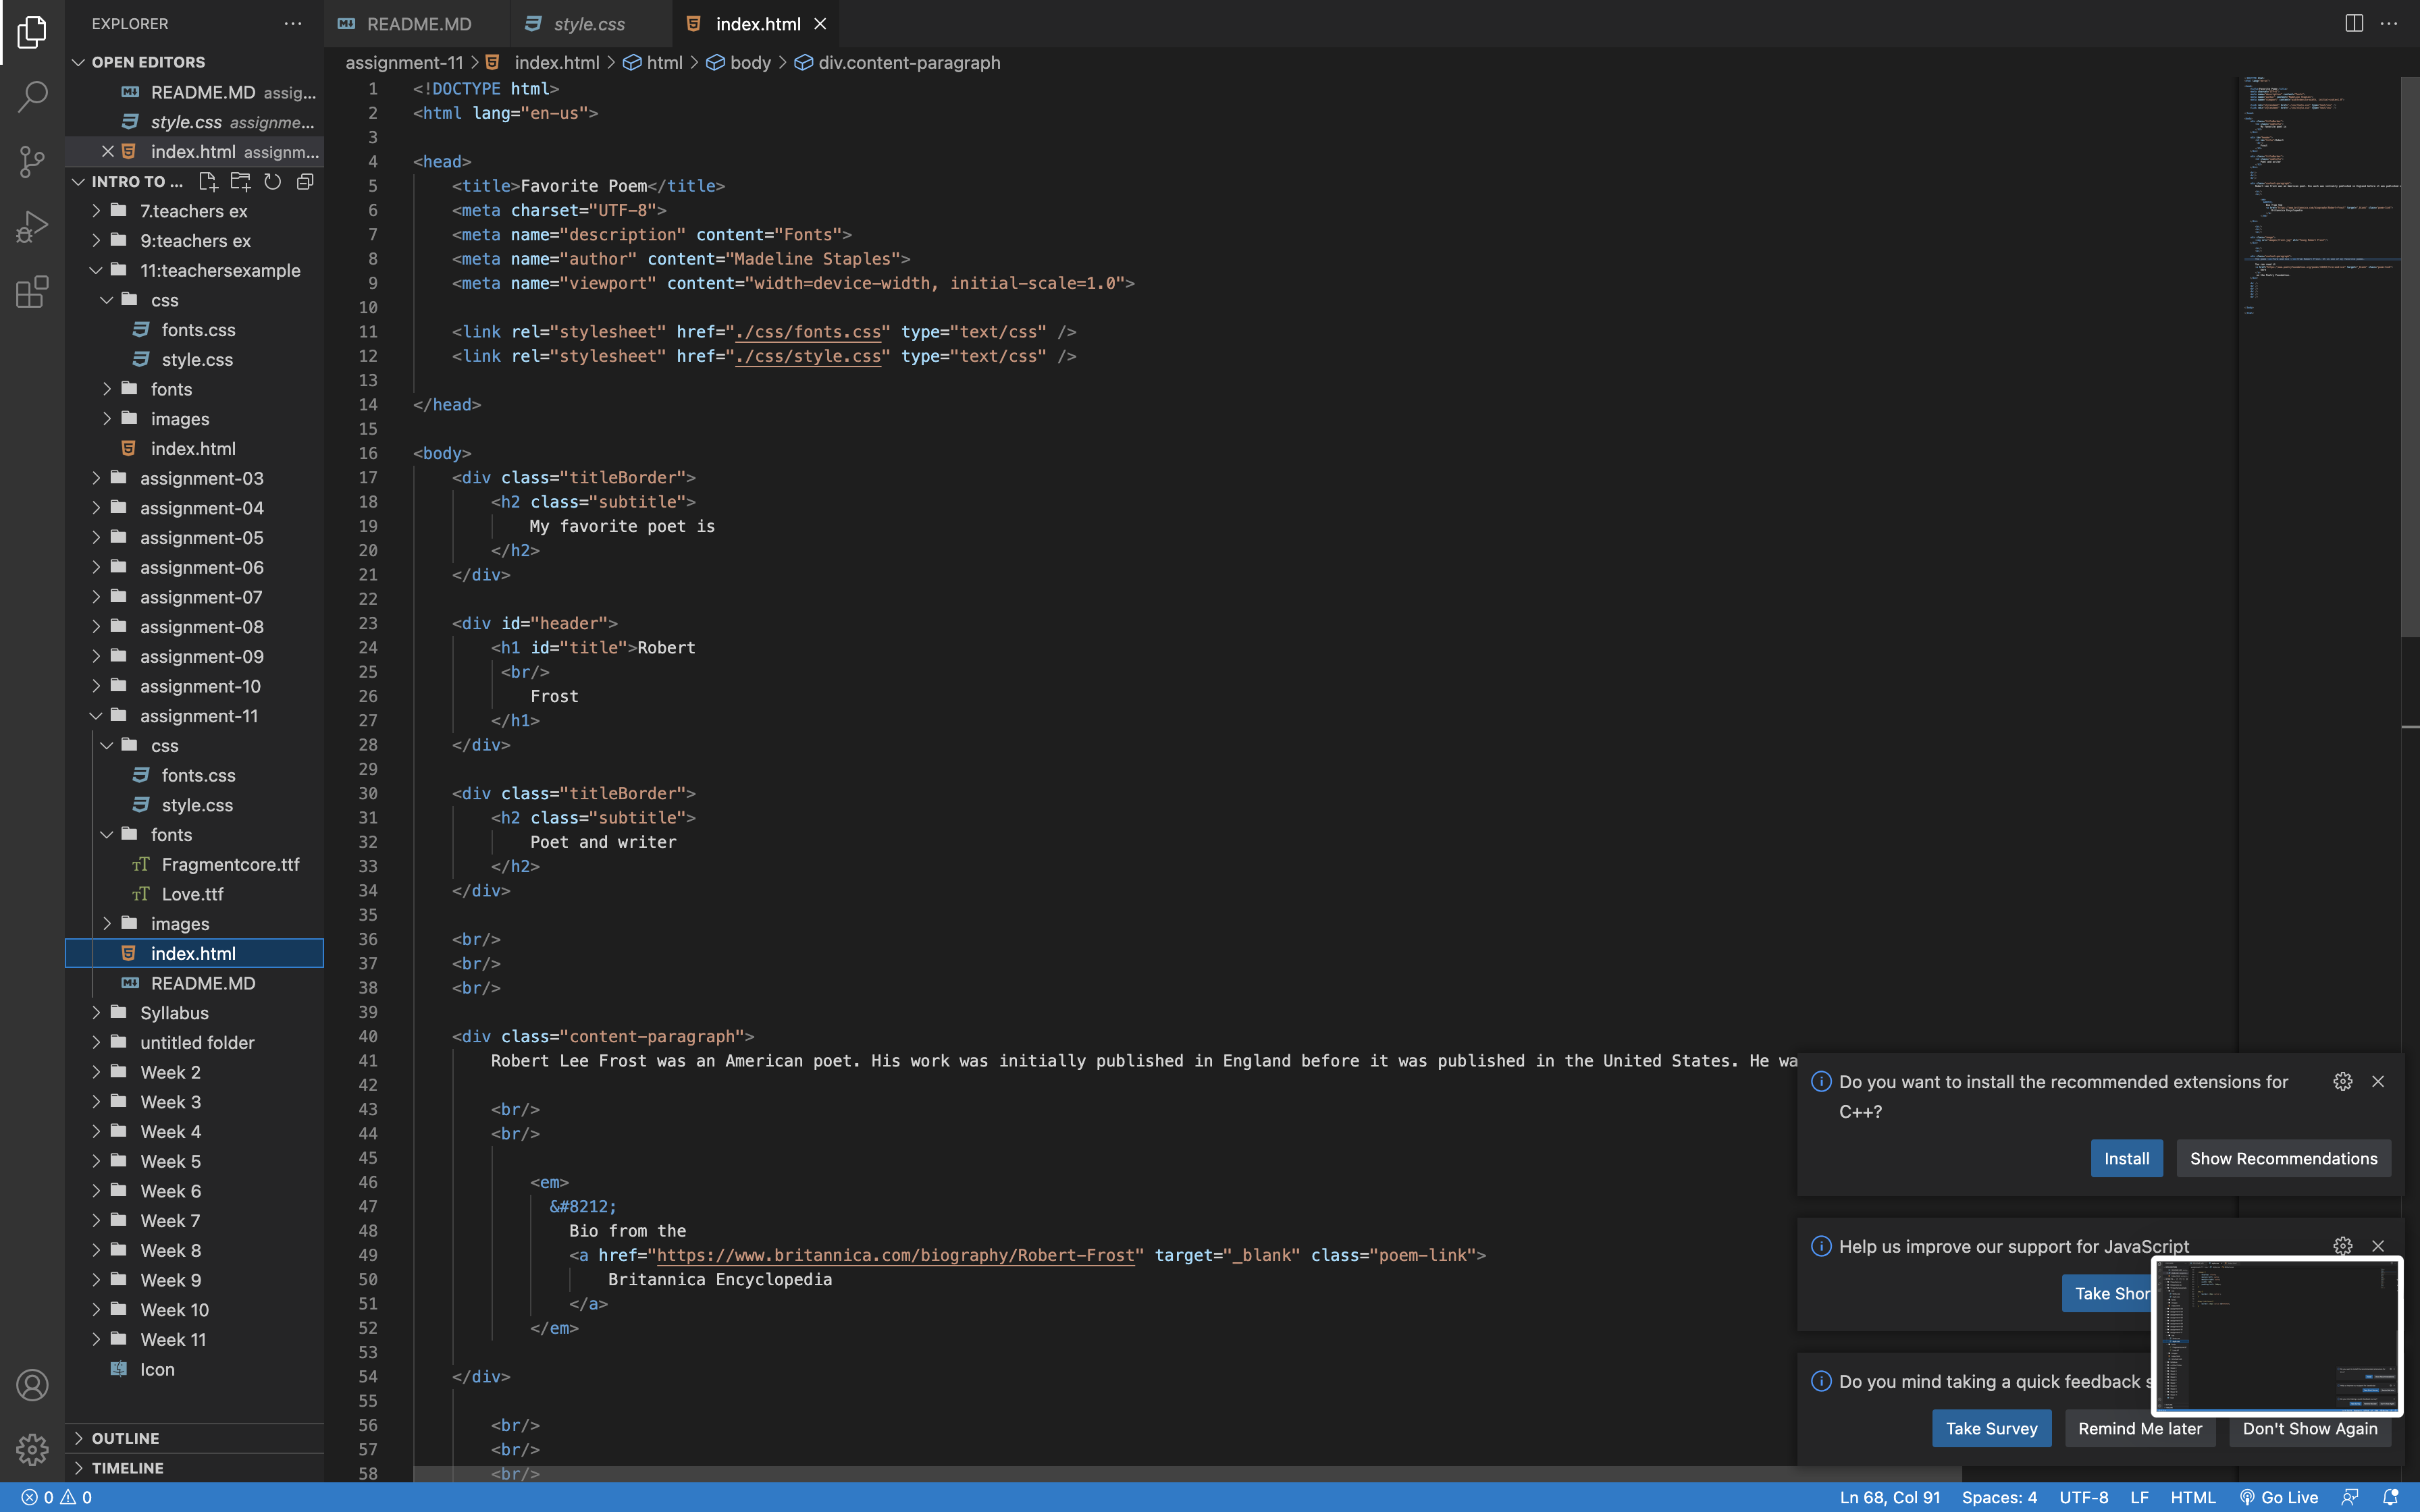 EXPLORER
OPEN EDITORS
README.MD assig...
style.css assignme...
index.html assignm...
INTRO TO ...
7.teachers ex
9:teachers ex
11:teachersexample
css
fonts.css
style.css
fonts
images
index.html
assignment-03
assignment-04
assignment-05
assignment-06
assignment-07
assignment-08
assignment-09
assignment-10
assignment-11
css
fonts.css
style.css
fonts
Fragmentcore.ttf
Love.ttf
images
index.html
README.MD
Syllabus
untitled folder
Week 2
Week 3
Week 4
Week 5
Week 6
Week 7
Week 8
Week 9
Week 10
Week 11
Icon
OUTLINE
TIMELINE
README.MD style.css index.html
assignment-11 > index.html > html > body > div.content-paragraph
1 <!DOCTYPE html>
2 <html lang="en-us">
3
4 <head>
5 <title>Favorite Poem</title>
6 <meta charset="UTF-8">
7 <meta name="description" content="Fonts">
8 <meta name="author" content="Madeline Staples">
9 <meta name="viewport" content="width=device-width, initial-scale=1.0">
10
11 <link rel="stylesheet" href="./css/fonts.css" type="text/css" />
12 <link rel="stylesheet" href="./css/style.css" type="text/css" />
13
14 </head>
15
16 <body>
17 <div class="titleBorder">
18 <h2 class="subtitle">
19 My favorite poet is
20 </h2>
21 </div>
22
23 <div id="header">
24 <h1 id="title">Robert
25 <br/>
26 Frost
27 </h1>
28 </div>
29
30 <div class="titleBorder">
31 <h2 class="subtitle">
32 Poet and writer
33 </h2>
34 </div>
35
36 <br/>
37 <br/>
38 <br/>
39
40 <div class="content-paragraph">
41 Robert Lee Frost was an American poet. His work was initially published in England before it was published in the United States. He wa
42
43 <br/>
44 <br/>
45
46 <em>
47 &#8212;
48 Bio from the
49 <a href="https://www.britannica.com/biography/Robert-Frost" target="_blank" class="poem-link">
50 Britannica Encyclopedia
51 </a>
52 </em>
53
54 </div>
55
56 <br/>
57 <br/>
58 <br/>
Do you want to install the recommended extensions for
C++?
Install Show Recommendations
Help us improve our support for JavaScript
Take Shor
Do you mind taking a quick feedback s
Take Survey Remind Me later Don't Show Again
0 0 Ln 68, Col 91 Spaces: 4 UTF-8 LF HTML Go Live